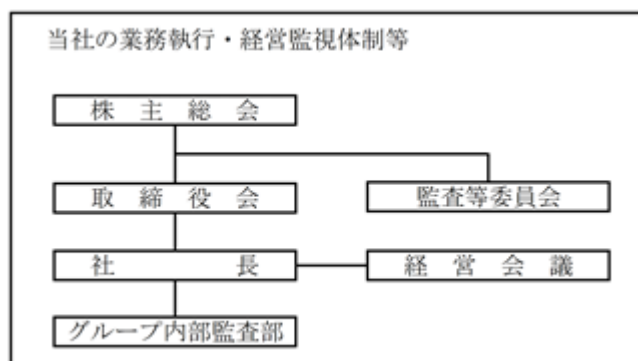 当社の業務執行・経営監視体制等
株主総会
取締役会
監査等委員会
社長
経営会議
グループ内部監査部